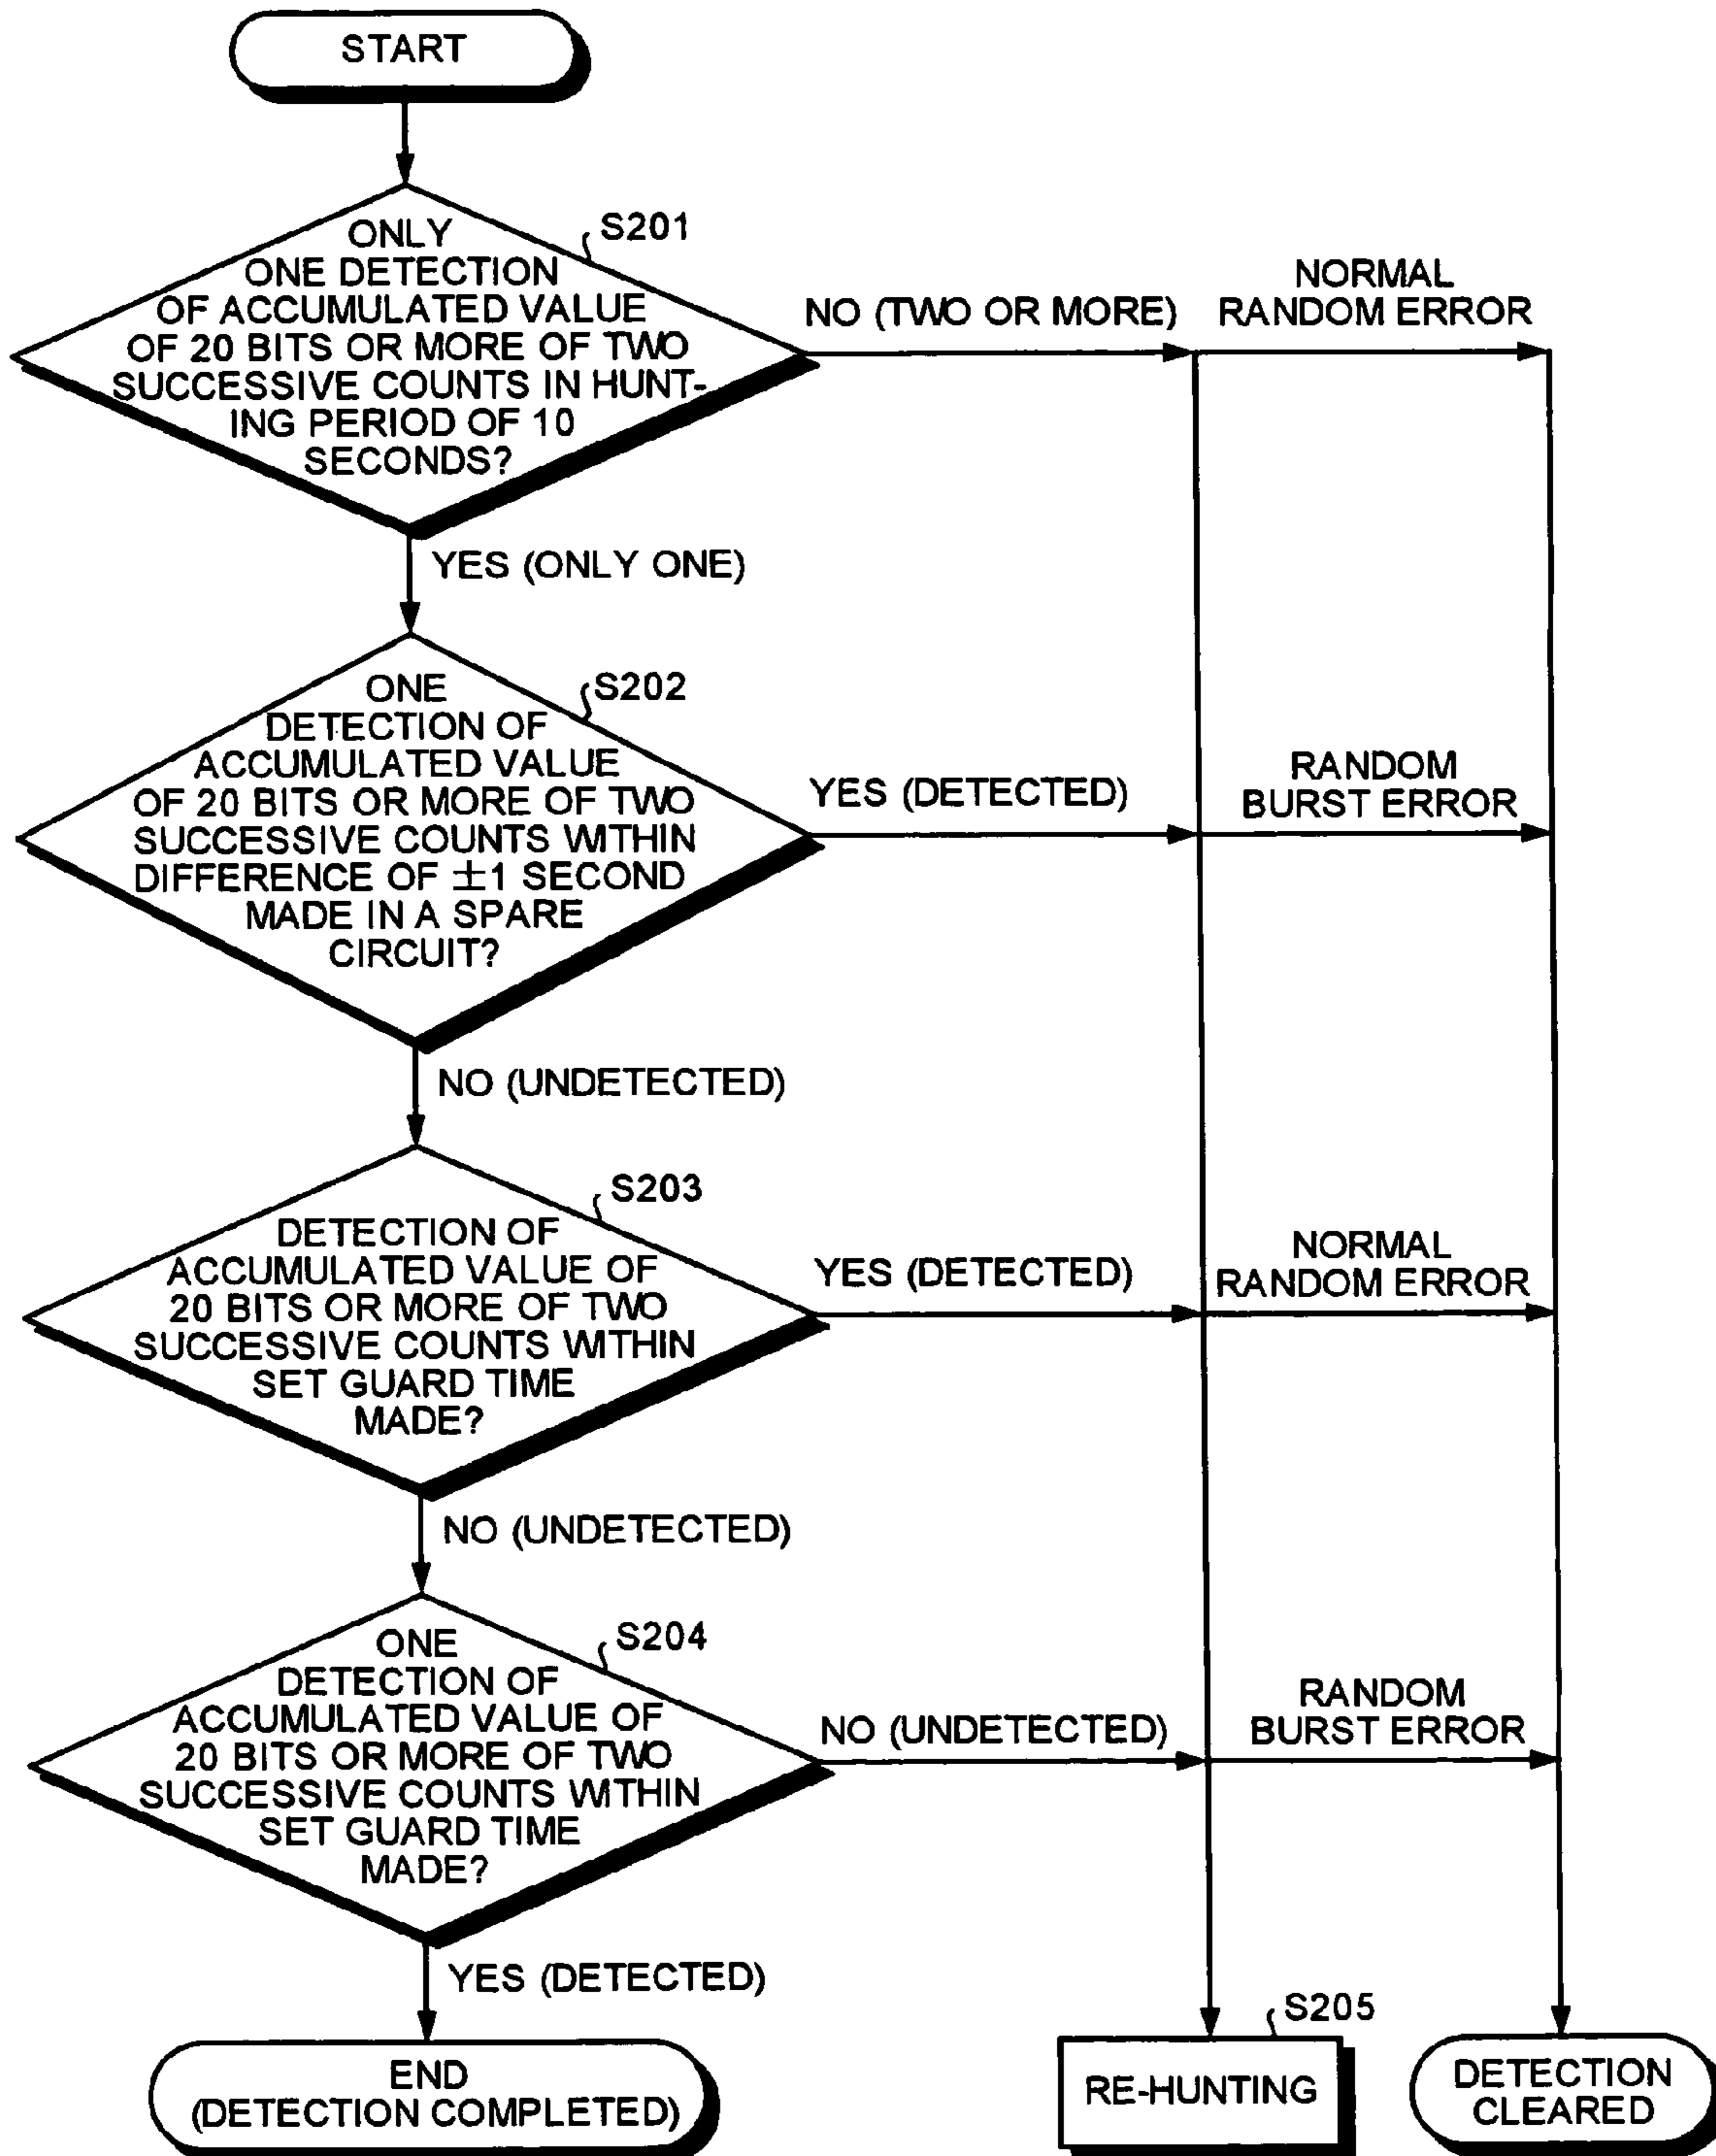 START
S201
ONLY
ONE DETECTION
OF ACCUMULATED VALUE
OF 20 BITS OR MORE OF TWO
SUCCESSIVE COUNTS IN HUNT-
ING PERIOD OF 10
SECONDS?
NO (TWO OR MORE)
NORMAL
RANDOM ERROR
YES (ONLY ONE)
S202
ONE
DETECTION OF
ACCUMULATED VALUE
OF 20 BITS OR MORE OF TWO
SUCCESSIVE COUNTS WITHIN
DIFFERENCE OF ±1 SECOND
MADE IN A SPARE
CIRCUIT?
YES (DETECTED)
RANDOM
BURST ERROR
NO (UNDETECTED)
S203
DETECTION OF
ACCUMULATED VALUE OF
20 BITS OR MORE OF TWO
SUCCESSIVE COUNTS WITHIN
SET GUARD TIME
MADE?
YES (DETECTED)
NORMAL
RANDOM ERROR
NO (UNDETECTED)
S204
ONE
DETECTION OF
ACCUMULATED VALUE OF
20 BITS OR MORE OF TWO
SUCCESSIVE COUNTS WITHIN
SET GUARD TIME
MADE?
NO (UNDETECTED)
RANDOM
BURST ERROR
YES (DETECTED)
END
(DETECTION COMPLETED)
S205
RE-HUNTING
DETECTION
CLEARED